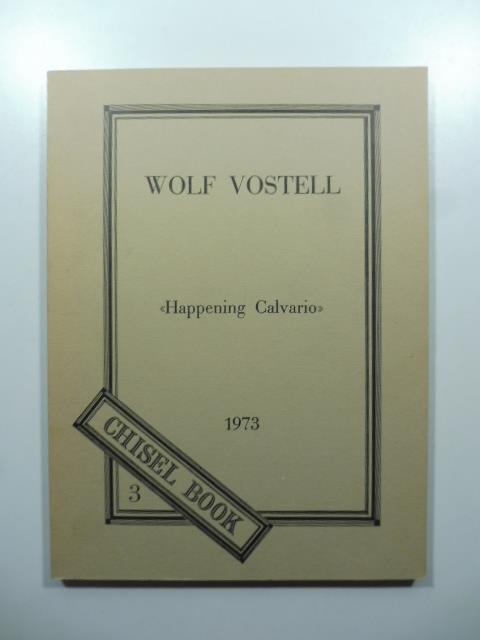 WOLF VOSTELL
«Happening Calvario»
1973
CHISEL BOOK
3